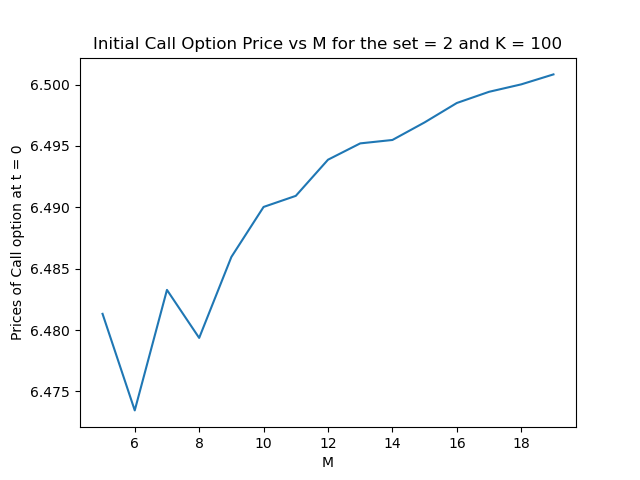 Initial Call Option Price vs M for the set = 2 and K = 100
Prices of Call option at t = 0
6.500
6.495
6.490
6.485
6.480
6.475
6 8 10 12 14 16 18
M